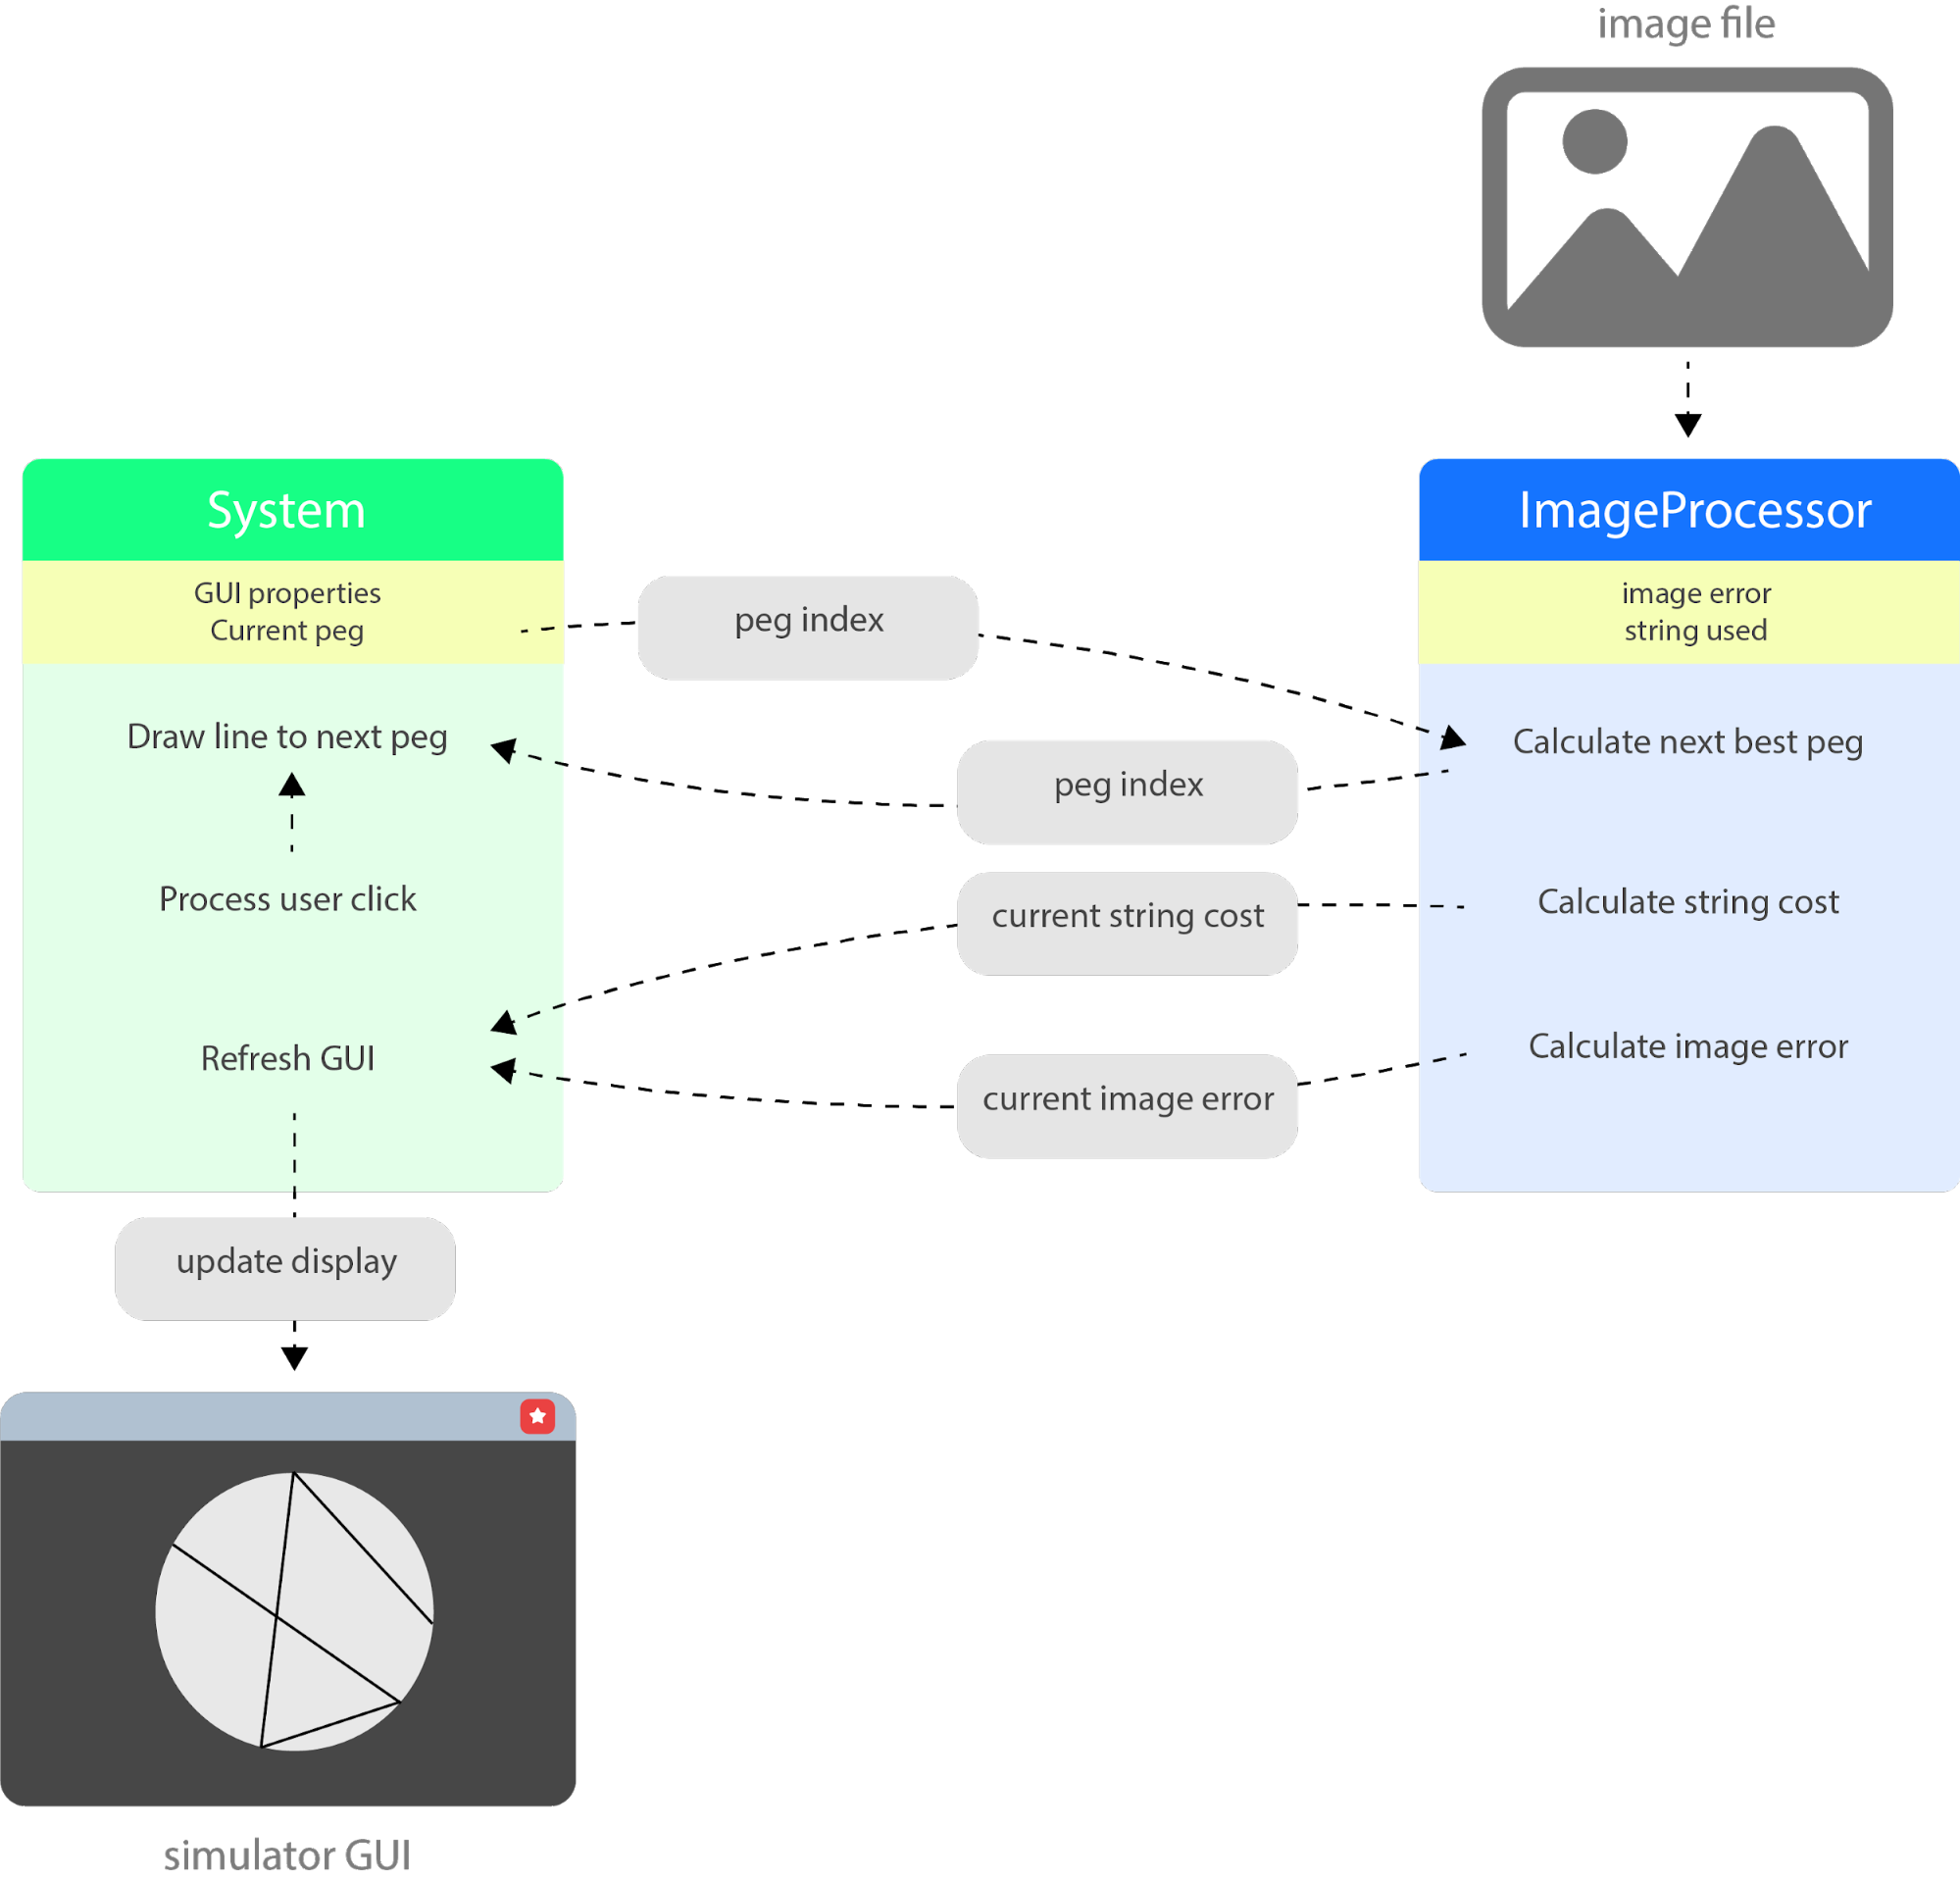 image file
System
GUI properties
Current peg
Draw line to next peg
Process user click
Refresh GUI
peg index
peg index
current string cost
current image error
ImageProcessor
image error
string used
Calculate next best peg
Calculate string cost
Calculate image error
update display
simulator GUI